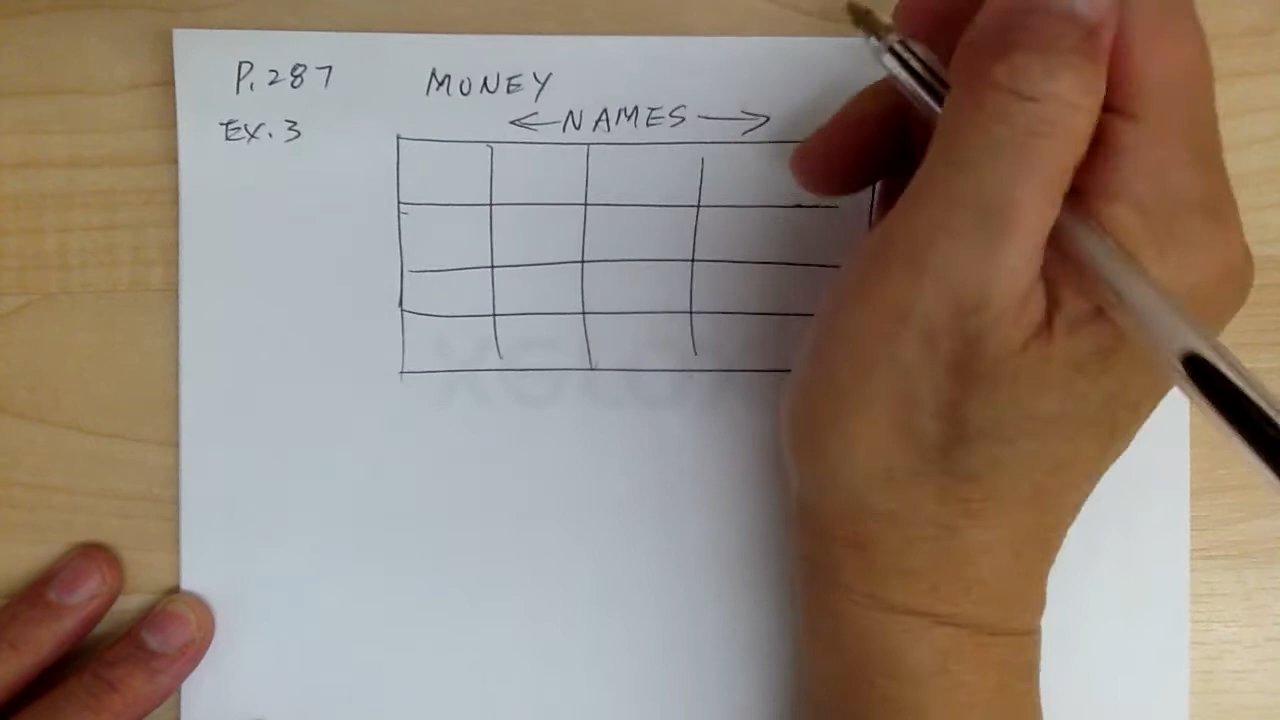 P.287 MONEY
Ex.3 ← NAMES →